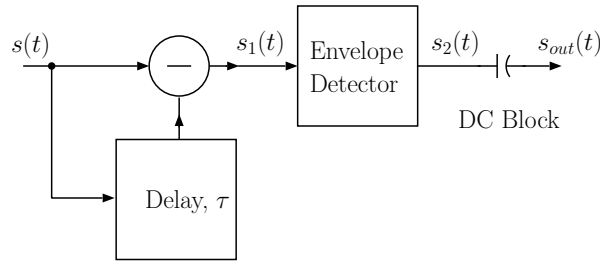 s(t)
s₁(t)
Envelope
Detector
s₂(t)
sₒᵤₜ(t)
−
DC Block
Delay, τ